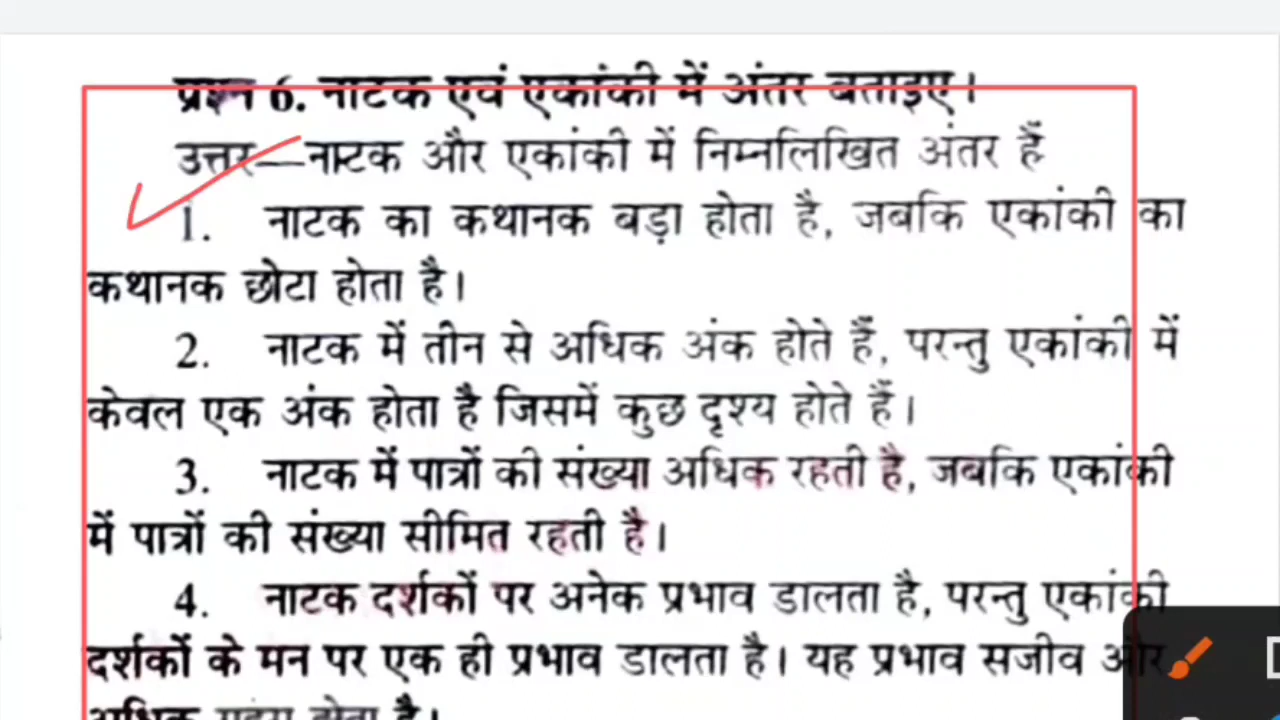 प्रश्न 6. नाटक एवं एकांकी में अंतर बताइए।
उत्तर—नाटक और एकांकी में निम्नलिखित अंतर हैं
1. नाटक का कथानक बड़ा होता है, जबकि एकांकी का
कथानक छोटा होता है।
2. नाटक में तीन से अधिक अंक होते हैं, परन्तु एकांकी में
केवल एक अंक होता है जिसमें कुछ दृश्य होते हैं।
3. नाटक में पात्रों की संख्या अधिक रहती है, जबकि एकांकी
में पात्रों की संख्या सीमित रहती है।
4. नाटक दर्शकों पर अनेक प्रभाव डालता है, परन्तु एकांकी
दर्शकों के मन पर एक ही प्रभाव डालता है। यह प्रभाव सजीव और
अधिक गहरा होता है।